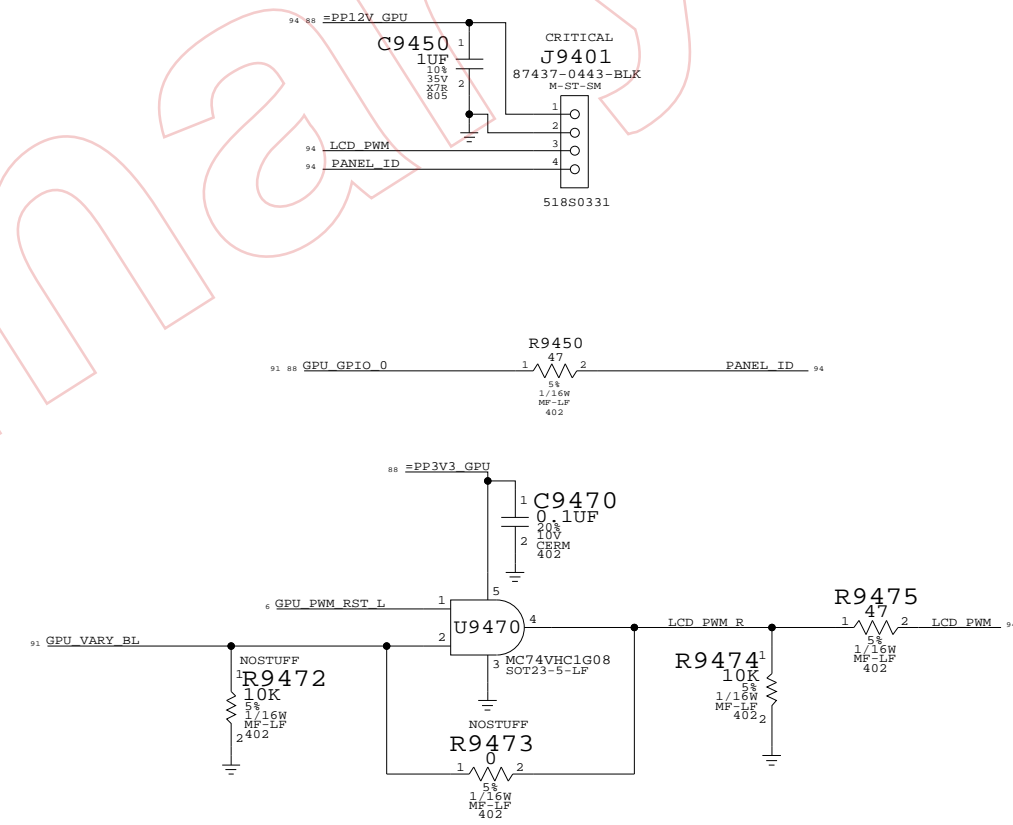 94 88 =PP12V_GPU
C9450
1
1UF
10%
35V
X7R
805
2
CRITICAL
J9401
87437-0443-BLK
M-ST-SM
1
2
3
4
94 LCD_PWM
94 PANEL_ID
518S0331
R9450
47
91 88 GPU_GPIO_0
1
2
PANEL_ID 94
5%
1/16W
MF-LF
402
88 =PP3V3_GPU
1
C9470
0.1UF
20%
10V
CERM
402
2
5
6 GPU_PWM_RST_L
1
91 GPU_VARY_BL
2
U9470
4
3
MC74VHC1G08
SOT23-5-LF
LCD_PWM_R
R9475
47
1
2
LCD_PWM
5%
1/16W
MF-LF
402
NOSTUFF
1
R9472
10K
5%
1/16W
MF-LF
402
2
R9474
1
10K
5%
1/16W
MF-LF
402
2
NOSTUFF
R9473
0
1
2
5%
1/16W
MF-LF
402